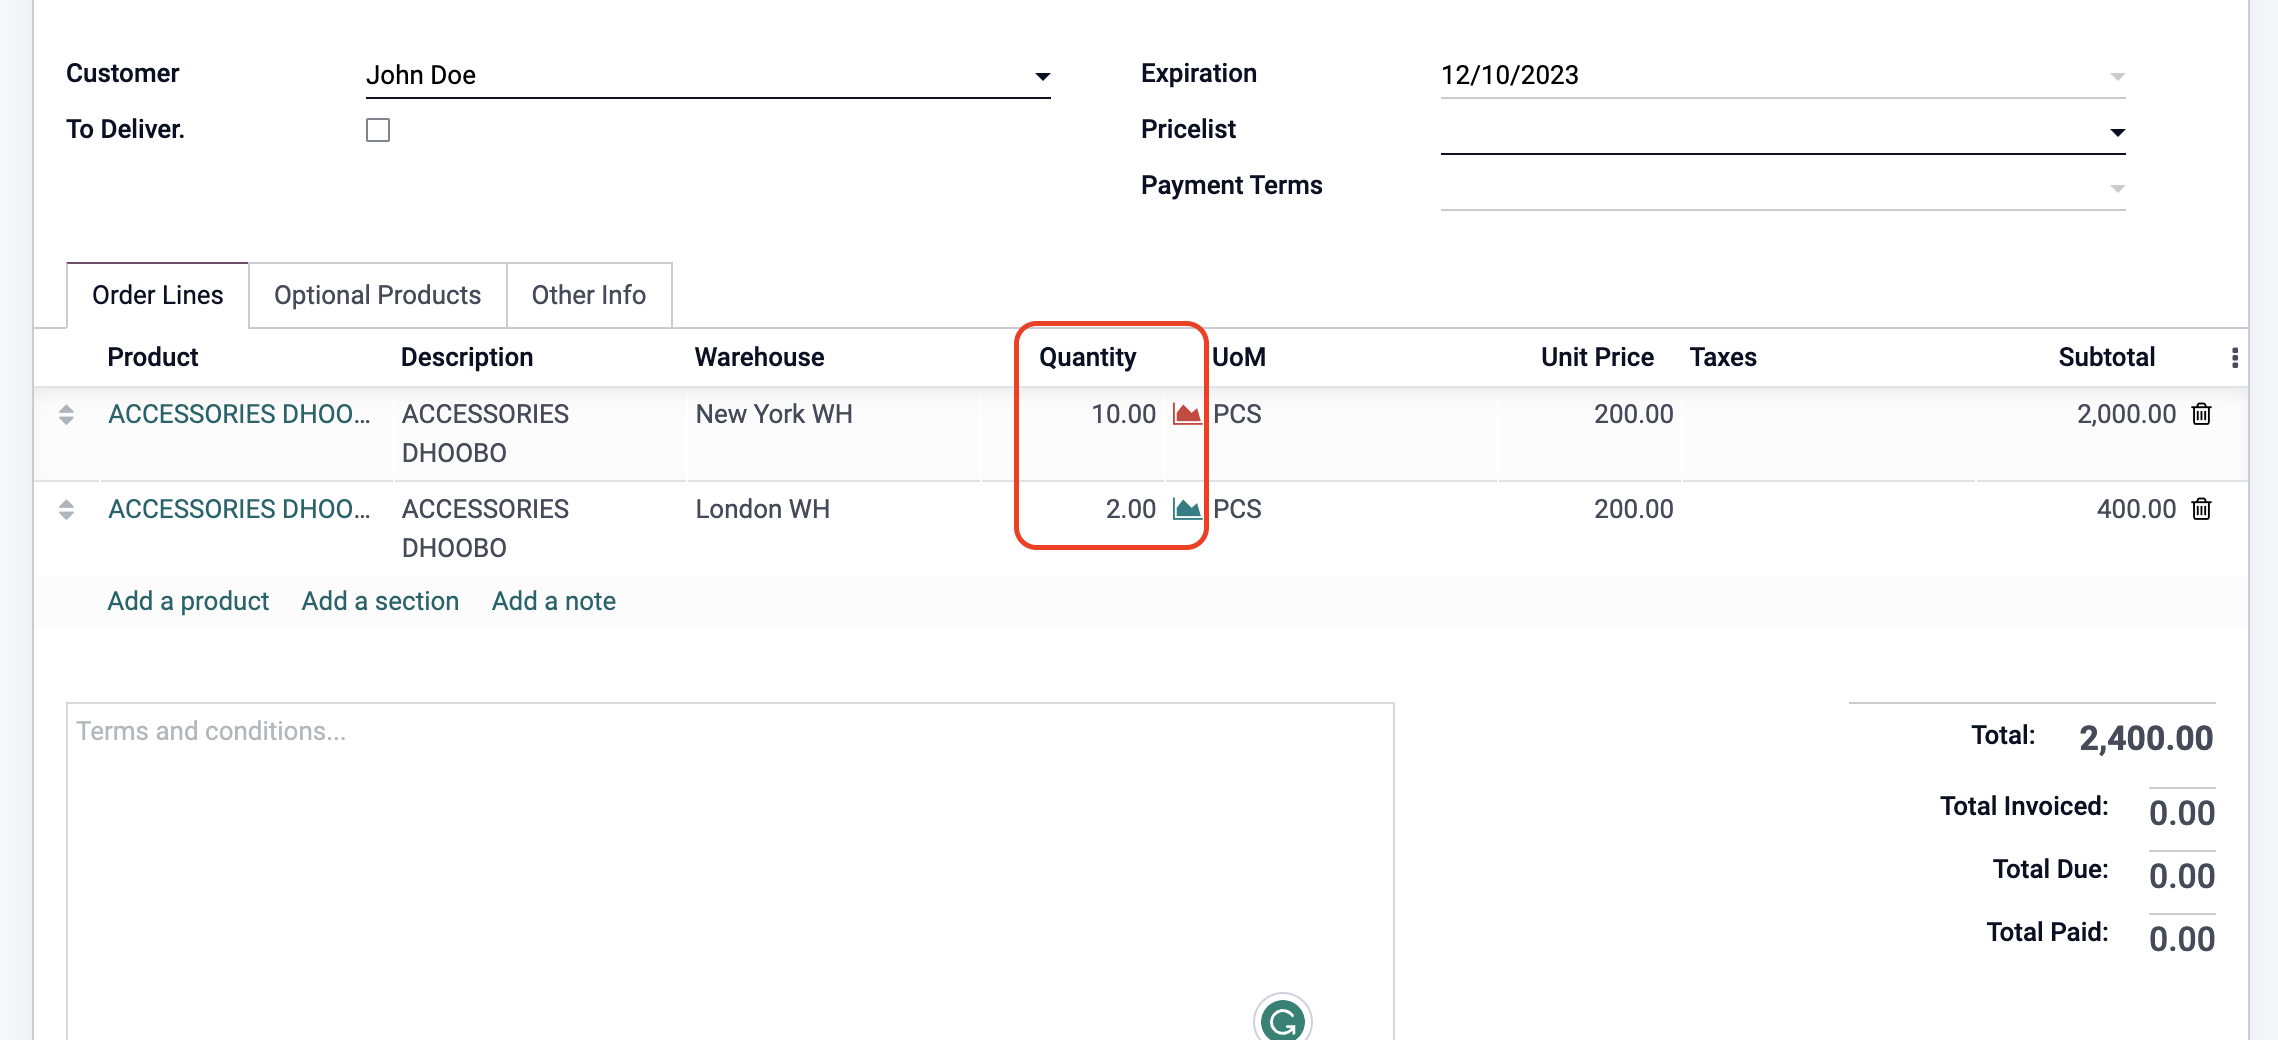 Customer John Doe Expiration 12/10/2023
To Deliver. Pricelist
Payment Terms
Order Lines Optional Products Other Info
Product Description Warehouse Quantity UoM Unit Price Taxes Subtotal
ACCESSORIES DHOO... ACCESSORIES New York WH 10.00 PCS 200.00 2,000.00
DHOOBO
ACCESSORIES DHOO... ACCESSORIES London WH 2.00 PCS 200.00 400.00
DHOOBO
Add a product Add a section Add a note
Terms and conditions...
Total: 2,400.00
Total Invoiced: 0.00
Total Due: 0.00
Total Paid: 0.00